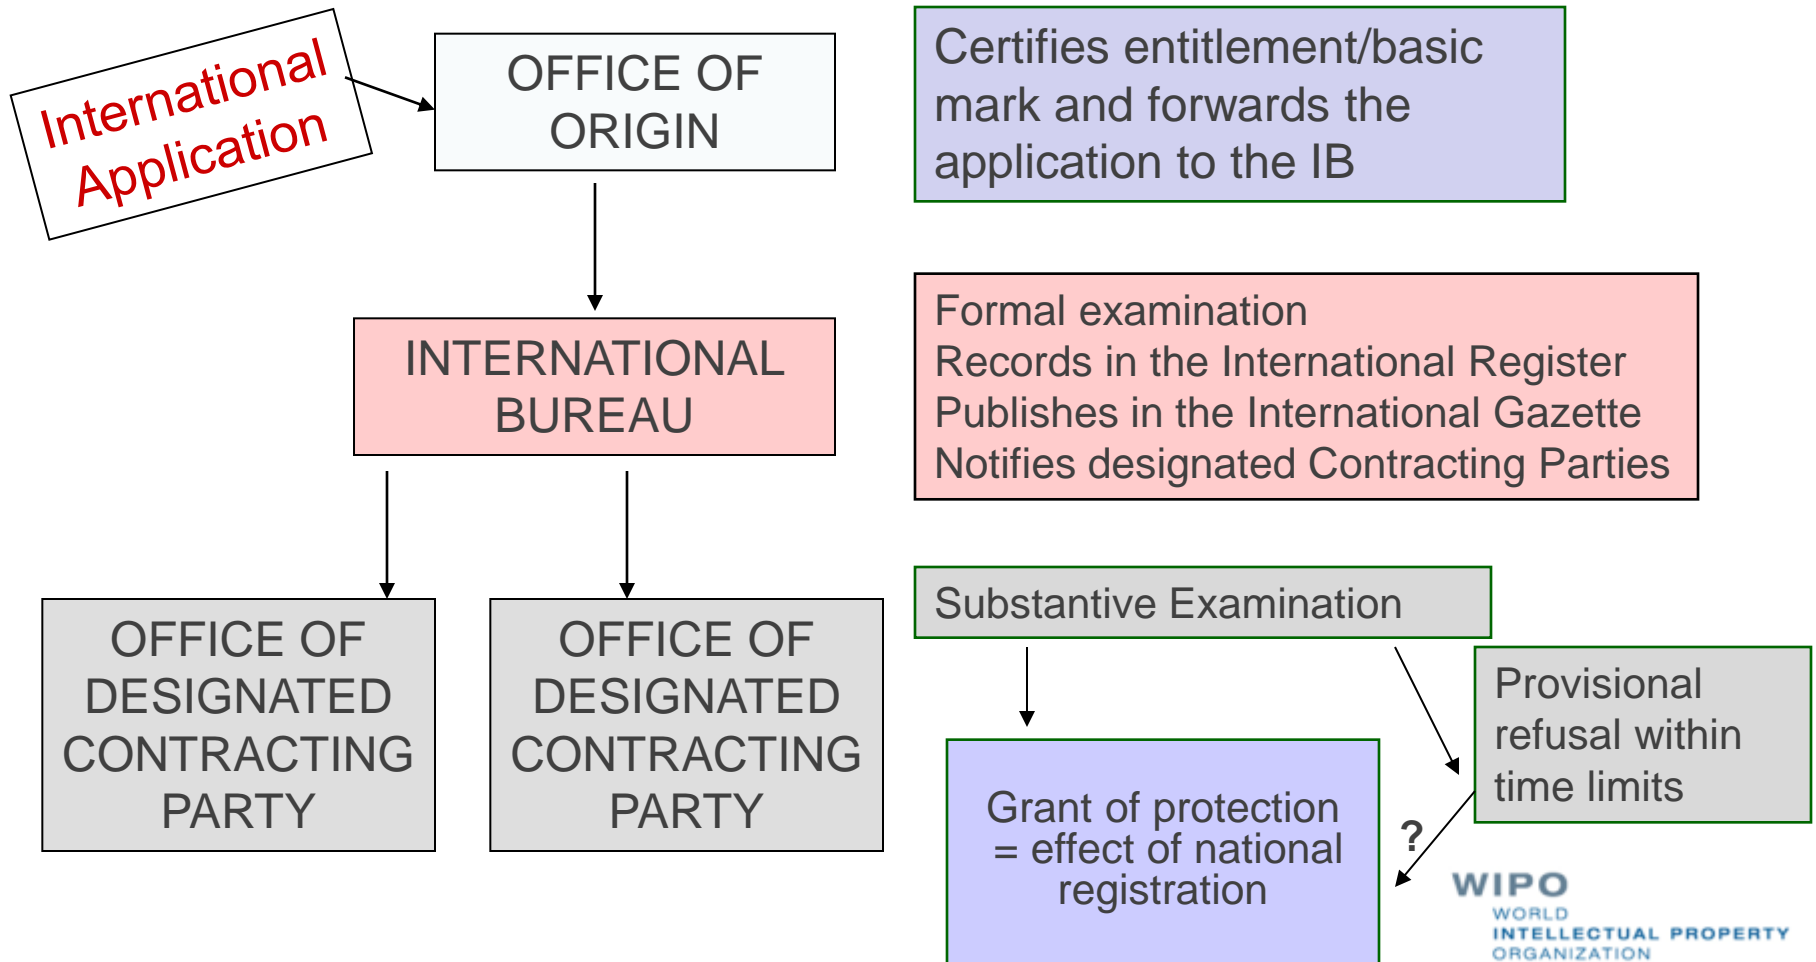 International
Application
OFFICE OF
ORIGIN
Certifies entitlement/basic
mark and forwards the
application to the IB
INTERNATIONAL
BUREAU
Formal examination
Records in the International Register
Publishes in the International Gazette
Notifies designated Contracting Parties
OFFICE OF
DESIGNATED
CONTRACTING
PARTY
OFFICE OF
DESIGNATED
CONTRACTING
PARTY
Substantive Examination
Provisional
refusal within
time limits
Grant of protection
= effect of national
registration
?
WIPO
WORLD
INTELLECTUAL PROPERTY
ORGANIZATION